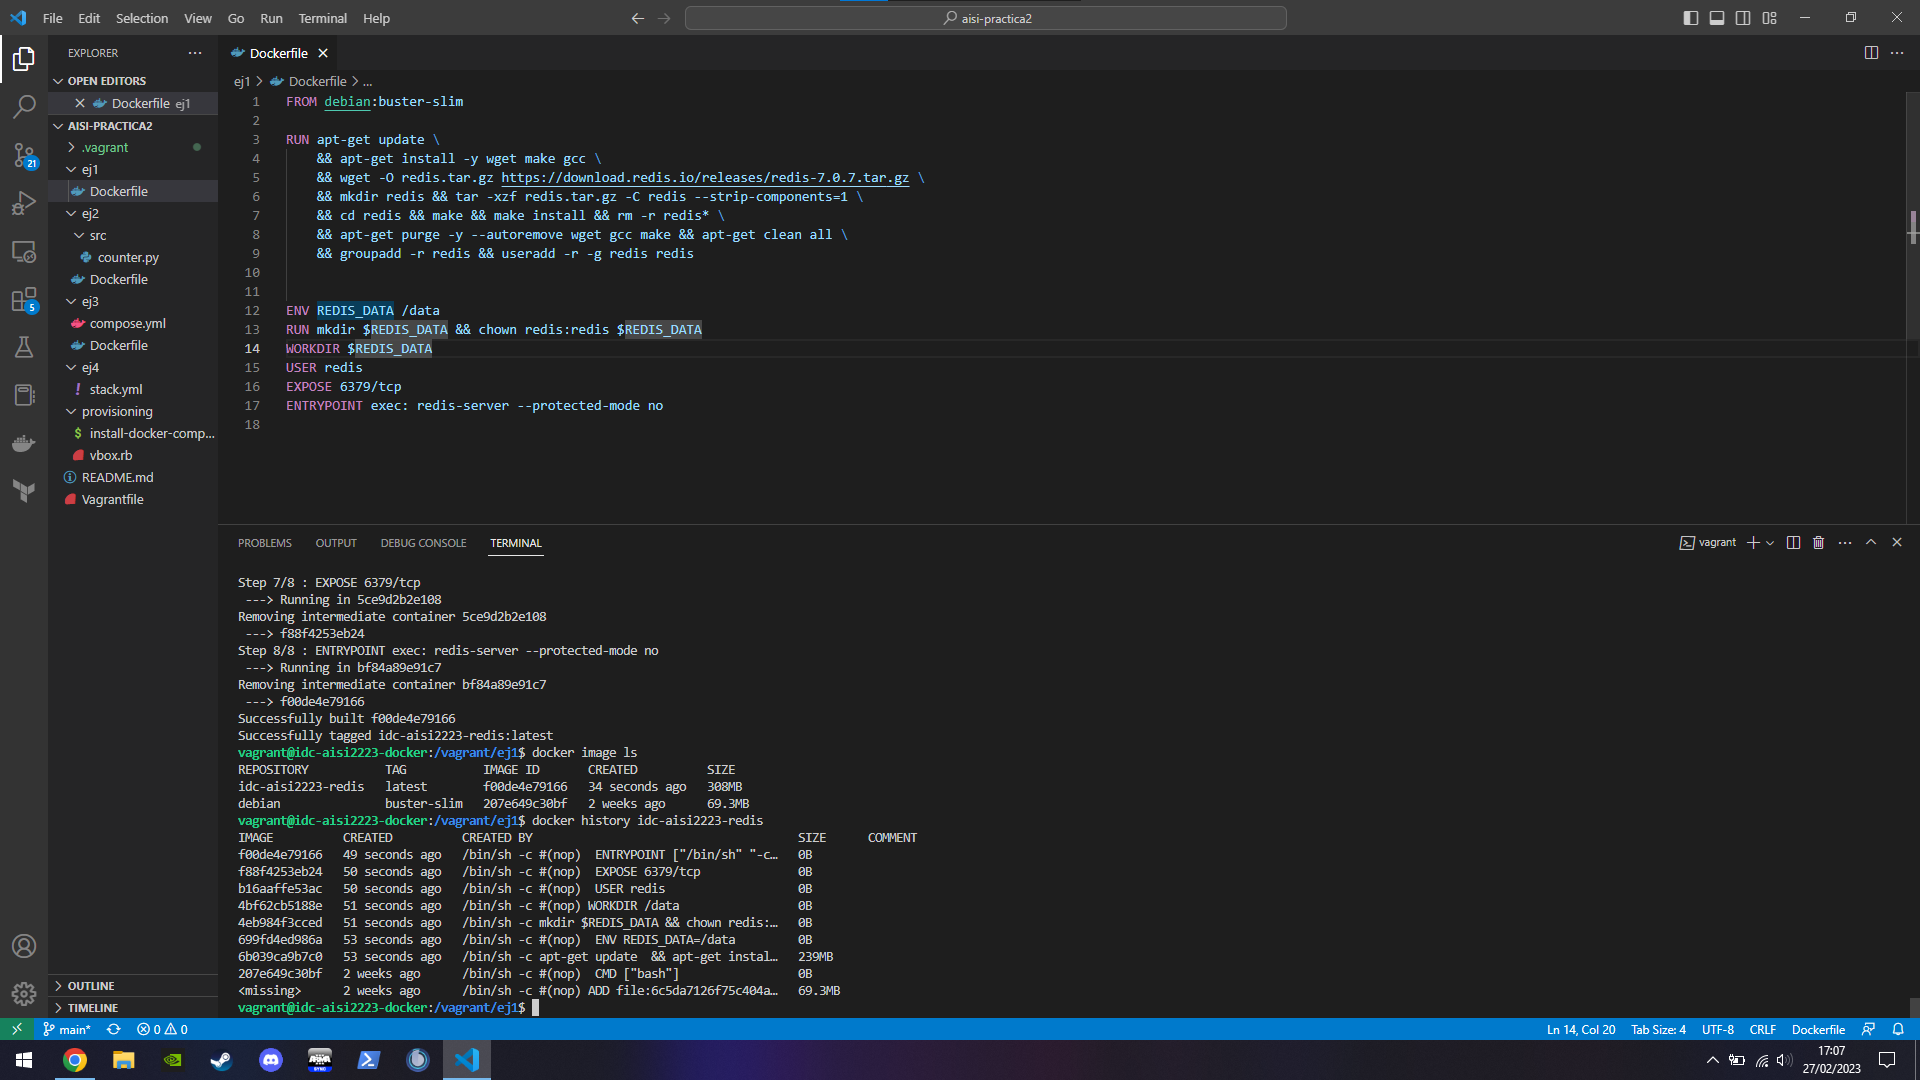 File Edit Selection View Go Run Terminal Help
aisi-practica2
EXPLORER
OPEN EDITORS
Dockerfile ej1
AISI-PRACTICA2
.vagrant
ej1
Dockerfile
ej2
src
counter.py
Dockerfile
ej3
compose.yml
Dockerfile
ej4
! stack.yml
provisioning
$ install-docker-comp...
vbox.rb
README.md
Vagrantfile
OUTLINE
TIMELINE
21
5
Dockerfile
ej1 > Dockerfile > ...
1 FROM debian:buster-slim
2
3 RUN apt-get update \
4 && apt-get install -y wget make gcc \
5 && wget -O redis.tar.gz https://download.redis.io/releases/redis-7.0.7.tar.gz \
6 && mkdir redis && tar -xzf redis.tar.gz -C redis --strip-components=1 \
7 && cd redis && make && make install && rm -r redis* \
8 && apt-get purge -y --autoremove wget gcc make && apt-get clean all \
9 && groupadd -r redis && useradd -r -g redis redis
10
11
12 ENV REDIS_DATA /data
13 RUN mkdir $REDIS_DATA && chown redis:redis $REDIS_DATA
14 WORKDIR $REDIS_DATA
15 USER redis
16 EXPOSE 6379/tcp
17 ENTRYPOINT exec: redis-server --protected-mode no
18
PROBLEMS OUTPUT DEBUG CONSOLE TERMINAL
vagrant
Step 7/8 : EXPOSE 6379/tcp
---> Running in 5ce9d2b2e108
Removing intermediate container 5ce9d2b2e108
---> f88f4253eb24
Step 8/8 : ENTRYPOINT exec: redis-server --protected-mode no
---> Running in bf84a89e91c7
Removing intermediate container bf84a89e91c7
---> f00de4e79166
Successfully built f00de4e79166
Successfully tagged idc-aisi2223-redis:latest
vagrant@idc-aisi2223-docker:/vagrant/ej1$ docker image ls
REPOSITORY TAG IMAGE ID CREATED SIZE
idc-aisi2223-redis latest f00de4e79166 34 seconds ago 308MB
debian buster-slim 207e649c30bf 2 weeks ago 69.3MB
vagrant@idc-aisi2223-docker:/vagrant/ej1$ docker history idc-aisi2223-redis
IMAGE CREATED CREATED BY SIZE COMMENT
f00de4e79166 49 seconds ago /bin/sh -c #(nop) ENTRYPOINT ["/bin/sh" "-c… 0B
f88f4253eb24 50 seconds ago /bin/sh -c #(nop) EXPOSE 6379/tcp 0B
b16aaffe53ac 50 seconds ago /bin/sh -c #(nop) USER redis 0B
4bf62cb5188e 51 seconds ago /bin/sh -c #(nop) WORKDIR /data 0B
4eb984f3cced 51 seconds ago /bin/sh -c mkdir $REDIS_DATA && chown redis:… 0B
699fd4ed986a 53 seconds ago /bin/sh -c #(nop) ENV REDIS_DATA=/data 0B
6b039ca9b7c0 53 seconds ago /bin/sh -c apt-get update && apt-get instal… 239MB
207e649c30bf 2 weeks ago /bin/sh -c #(nop) CMD ["bash"] 0B
<missing> 2 weeks ago /bin/sh -c #(nop) ADD file:6c5da7126f75c404a… 69.3MB
vagrant@idc-aisi2223-docker:/vagrant/ej1$
main* 0 0
Ln 14, Col 20 Tab Size: 4 UTF-8 CRLF Dockerfile
17:07
27/02/2023